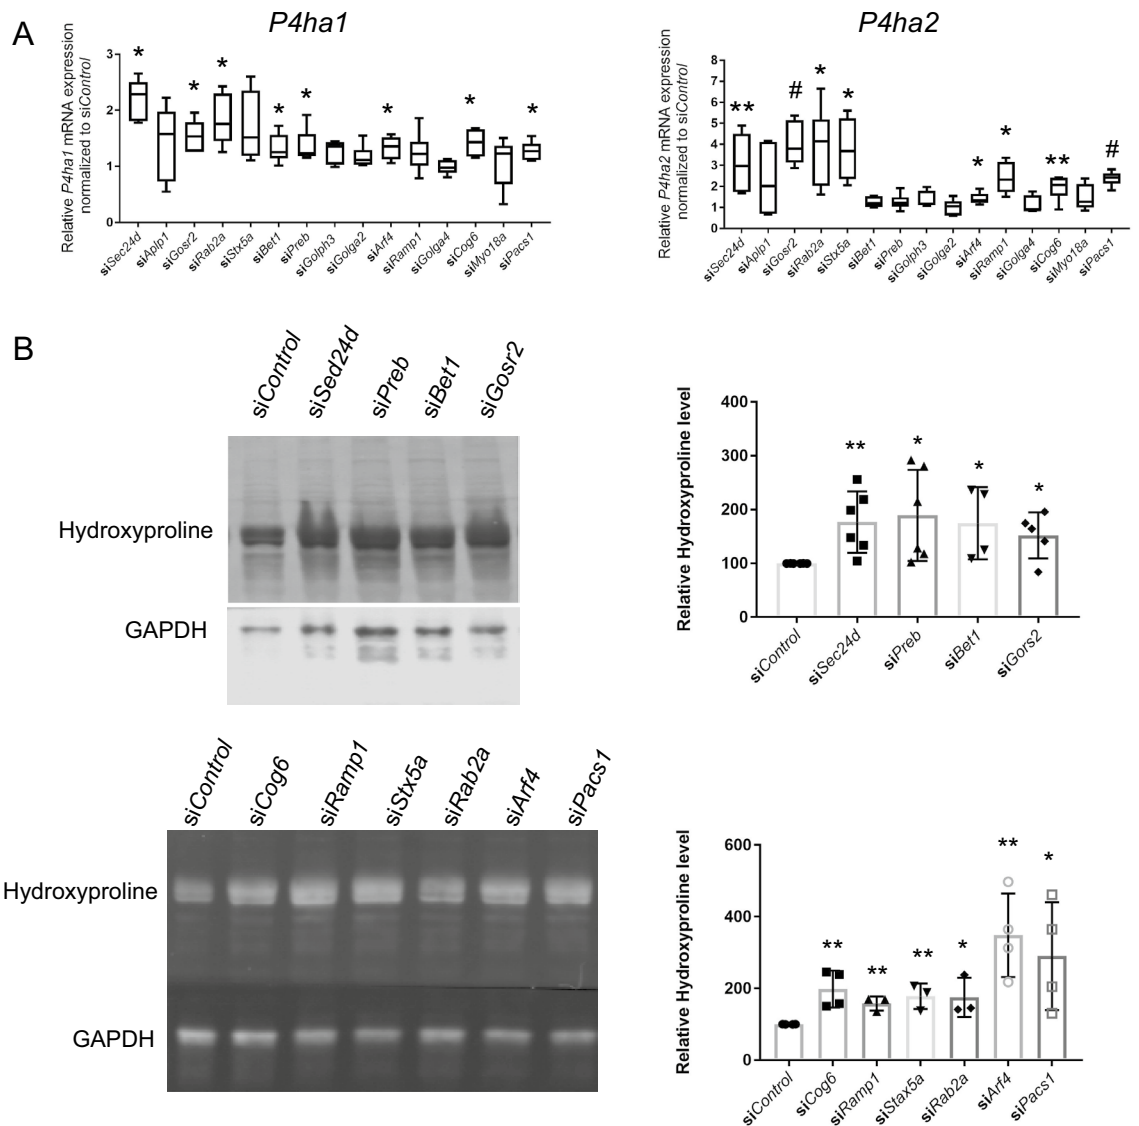 A
P4ha1
Relative P4ha1 mRNA expression
normalized to siControl
3
2
1
0
*
*
*
*
*
*
*
*
siSec24d
siAplp1
siGosr2
siRab2a
siStx5a
siBet1
siPreb
siGolph3
siGolga2
siArf4
siRamp1
siGolga4
siCog6
siMyo18a
siPacs1
P4ha2
Relative P4ha2 mRNA expression
normalized to siControl
8
7
6
5
4
3
2
1
0
**
#
*
*
*
*
**
#
siSec24d
siAplp1
siGosr2
siRab2a
siStx5a
siBet1
siPreb
siGolph3
siGolga2
siArf4
siRamp1
siGolga4
siCog6
siMyo18a
siPacs1
B
siControl
siSed24d
siPreb
siBet1
siGosr2
Hydroxyproline
GAPDH
Relative Hydroxyproline level
400
300
200
100
0
**
*
*
*
siControl
siSec24d
siPreb
siBet1
siGors2
siControl
siCog6
siRamp1
siStx5a
siRab2a
siArf4
siPacs1
Hydroxyproline
GAPDH
Relative Hydroxyproline level
600
400
200
0
**
**
**
*
**
*
siControl
siCog6
siRamp1
siStax5a
siRab2a
siArf4
siPacs1